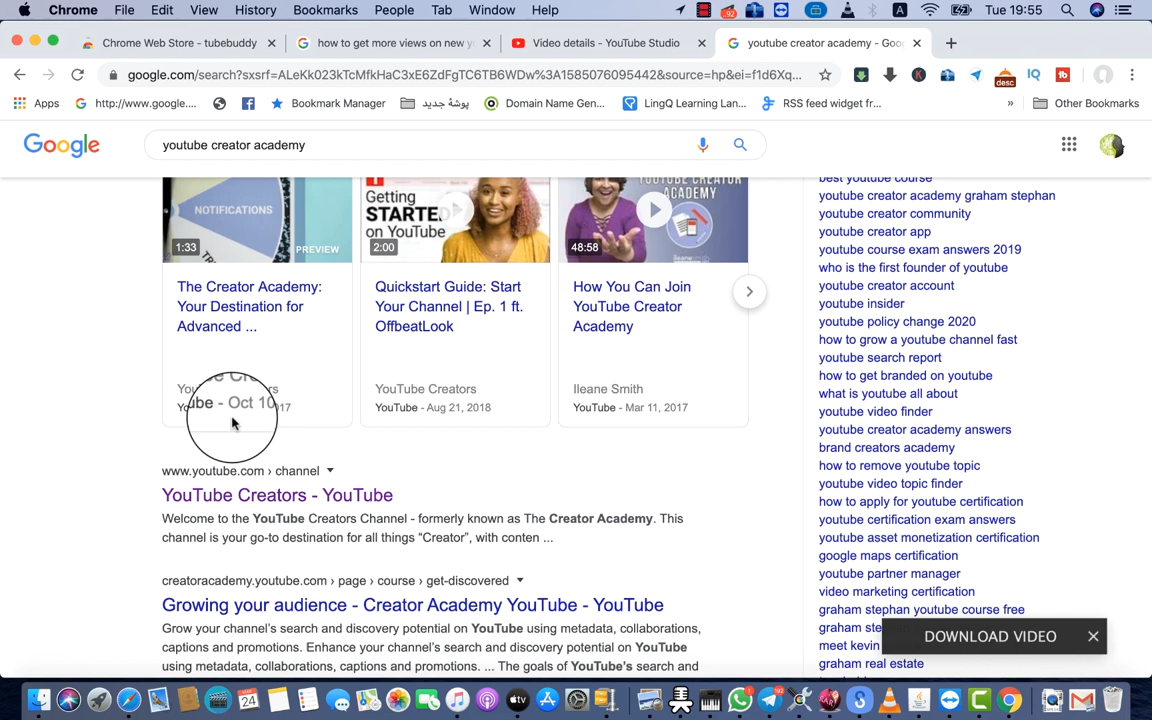 Chrome File Edit View History Bookmarks People Tab Window Help Tue 19:55
Chrome Web Store - tubebuddy
how to get more views on new y
Video details - YouTube Studio
youtube creator academy - Goo
google.com/search?sxsrf=ALeKk023kTcMfkHaC3xE6ZdFgTC6TB6WDw%3A1585076095442&source=hp&ei=f1d6Xq...
Apps http://www.google.... Bookmark Manager پوشهٔ جدید Domain Name Gen... LingQ Learning Lan... RSS feed widget fr... » Other Bookmarks
Google
youtube creator academy
NOTIFICATIONS
1:33
PREVIEW
Getting
STARTED
on YouTube
2:00
YOUTUBE CREATOR
ACADEMY
48:58
The Creator Academy:
Your Destination for
Advanced ...
Quickstart Guide: Start
Your Channel | Ep. 1 ft.
OffbeatLook
How You Can Join
YouTube Creator
Academy
YouTube Creators
YouTube - Aug 21, 2018
Ileane Smith
YouTube - Mar 11, 2017
ube - Oct 10
www.youtube.com › channel
YouTube Creators - YouTube
Welcome to the YouTube Creators Channel - formerly known as The Creator Academy. This
channel is your go-to destination for all things “Creator”, with conten ...
creatoracademy.youtube.com › page › course › get-discovered
Growing your audience - Creator Academy YouTube - YouTube
Grow your channel's search and discovery potential on YouTube using metadata, collaborations,
captions and promotions. Enhance your channel's search and discovery potential on YouTube
using metadata, collaborations, captions and promotions. ... The goals of YouTube's search and
best youtube course
youtube creator academy graham stephan
youtube creator community
youtube creator app
youtube course exam answers 2019
who is the first founder of youtube
youtube creator account
youtube insider
youtube policy change 2020
how to grow a youtube channel fast
youtube search report
how to get branded on youtube
what is youtube all about
youtube video finder
youtube creator academy answers
brand creators academy
how to remove youtube topic
youtube video topic finder
how to apply for youtube certification
youtube certification exam answers
youtube asset monetization certification
google maps certification
youtube partner manager
video marketing certification
graham stephan youtube course free
graham ste
meet kevin
graham real estate
DOWNLOAD VIDEO